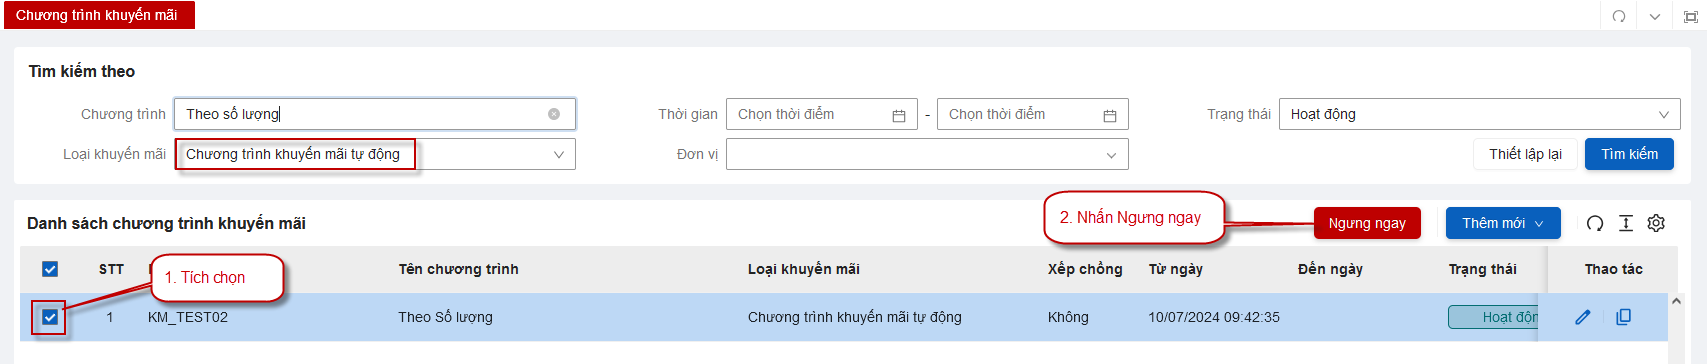 Chương trình khuyến mãi
Tìm kiếm theo
Chương trình Theo số lượng Thời gian Chọn thời điểm - Chọn thời điểm Trạng thái Hoạt động
Loại khuyến mãi Chương trình khuyến mãi tự động Đơn vị Thiết lập lại Tìm kiếm
Danh sách chương trình khuyến mãi 2. Nhấn Ngưng ngay Ngưng ngay Thêm mới
STT Tên chương trình Loại khuyến mãi Xếp chồng Từ ngày Đến ngày Trạng thái Thao tác
1. Tích chọn
1 KM_TEST02 Theo Số lượng Chương trình khuyến mãi tự động Không 10/07/2024 09:42:35 Hoạt độn